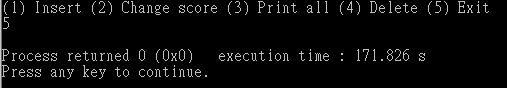 (1) Insert (2) Change score (3) Print all (4) Delete (5) Exit
5
Process returned 0 (0x0)   execution time : 171.826 s
Press any key to continue.